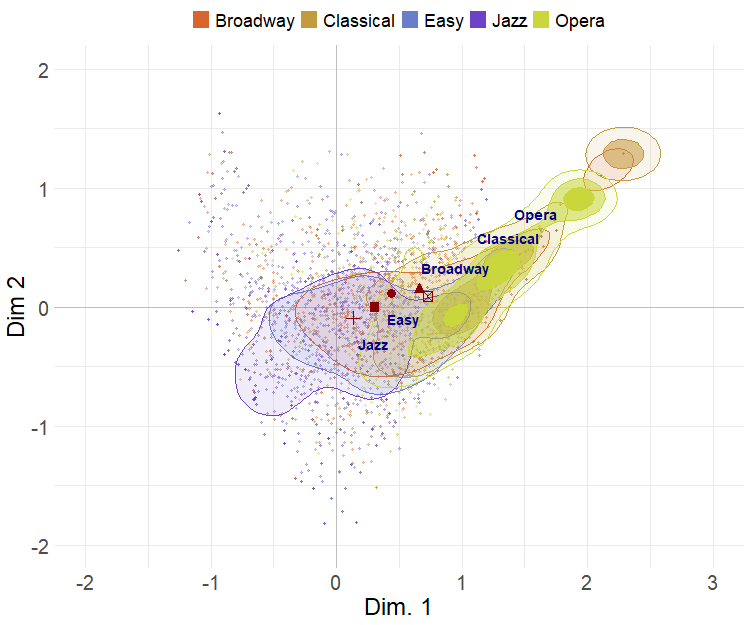 Broadway Classical Easy Jazz Opera
2
Opera
1
Classical
Broadway
Dim 2
0
Easy
Jazz
-1
-2
-2 -1 0 1 2 3
Dim. 1